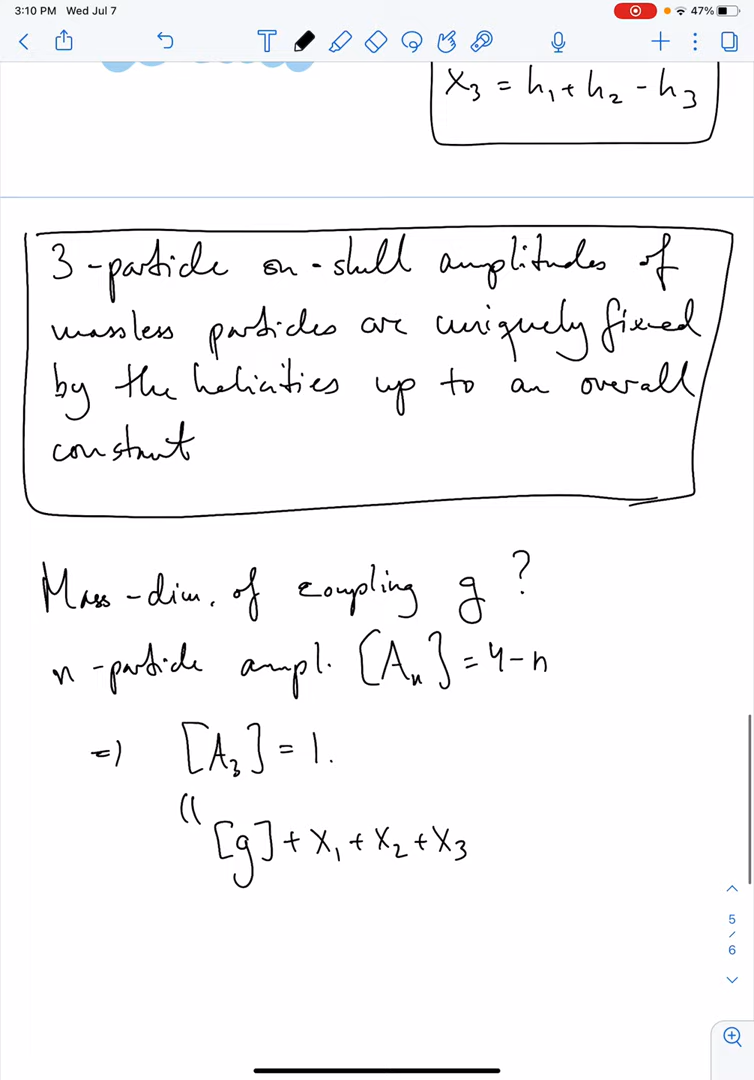 3:10 PM Wed Jul 7
47%
T
X₃ = h₁ + h₂ - h₃
3-particle on-shell amplitudes of
massless particles are uniquely fixed
by the helicities up to an overall
constant
Mass-dim. of coupling g ?
n-particle ampl. [Aₙ] = 4-n
=) [A₃] = 1.
[g] + X₁ + X₂ + X₃
5
/
6